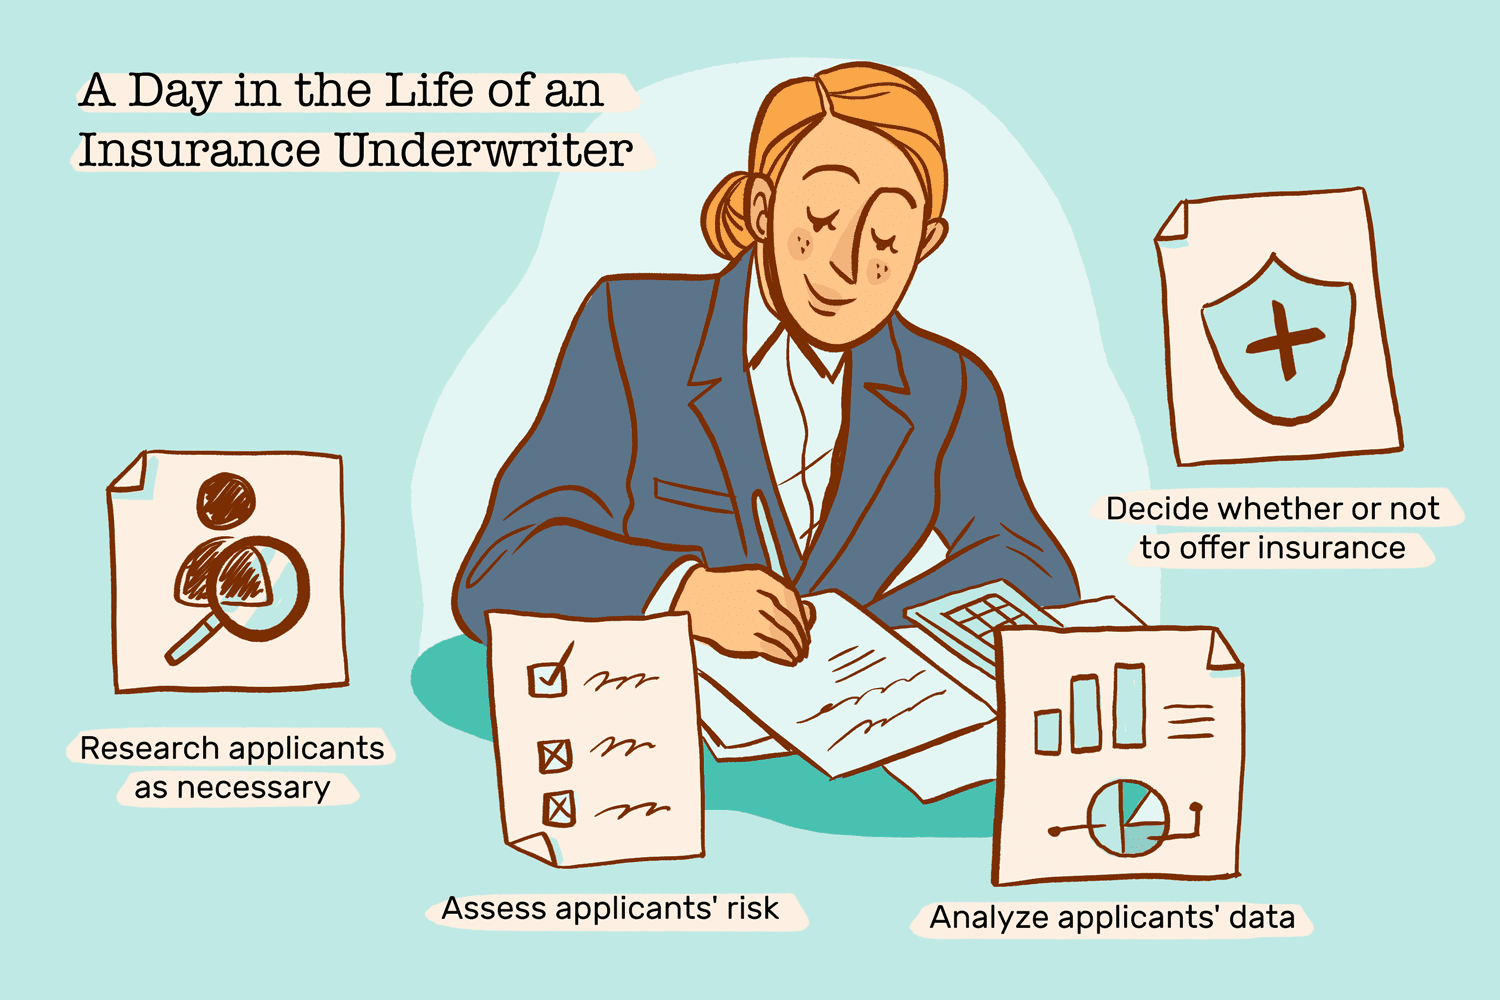 A Day in the Life of an
Insurance Underwriter
Decide whether or not
to offer insurance
Research applicants
as necessary
Assess applicants' risk
Analyze applicants' data